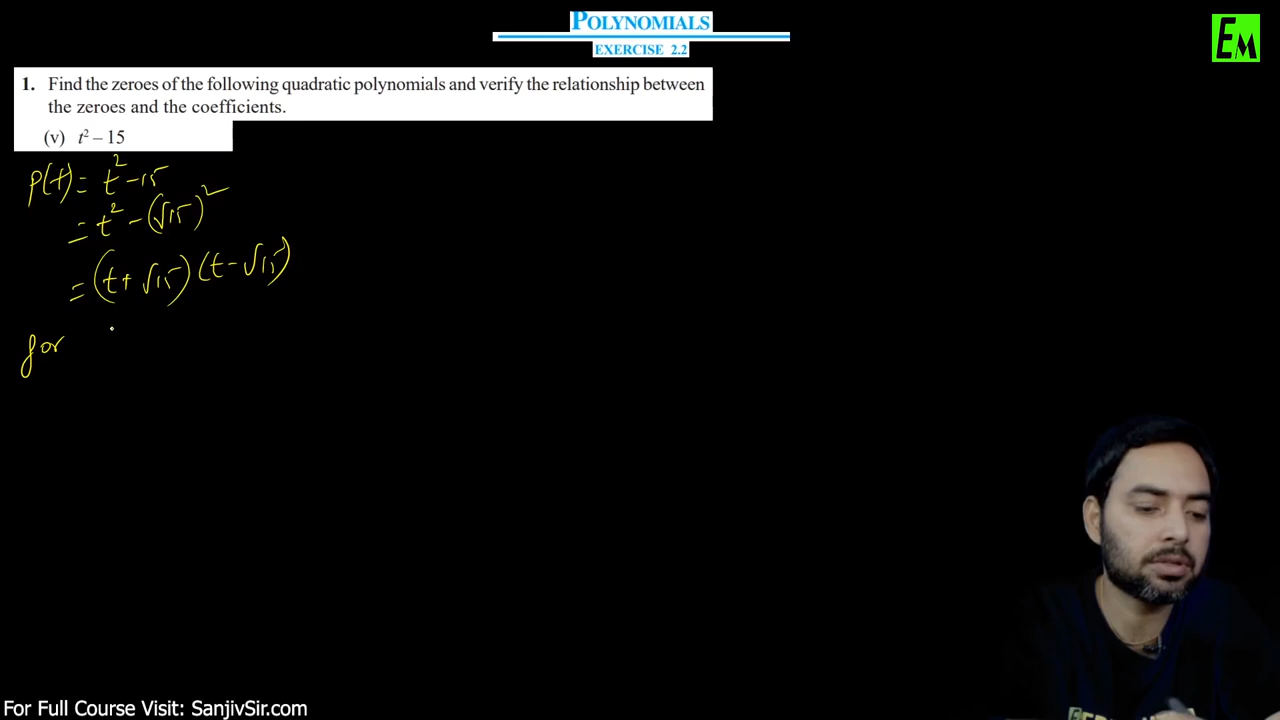 POLYNOMIALS
EXERCISE 2.2
EM
1. Find the zeroes of the following quadratic polynomials and verify the relationship between
the zeroes and the coefficients.
(v) t² – 15
p(t) = t² - 15
= t² - (√15)²
= (t + √15) (t - √15)
for
For Full Course Visit: SanjivSir.com